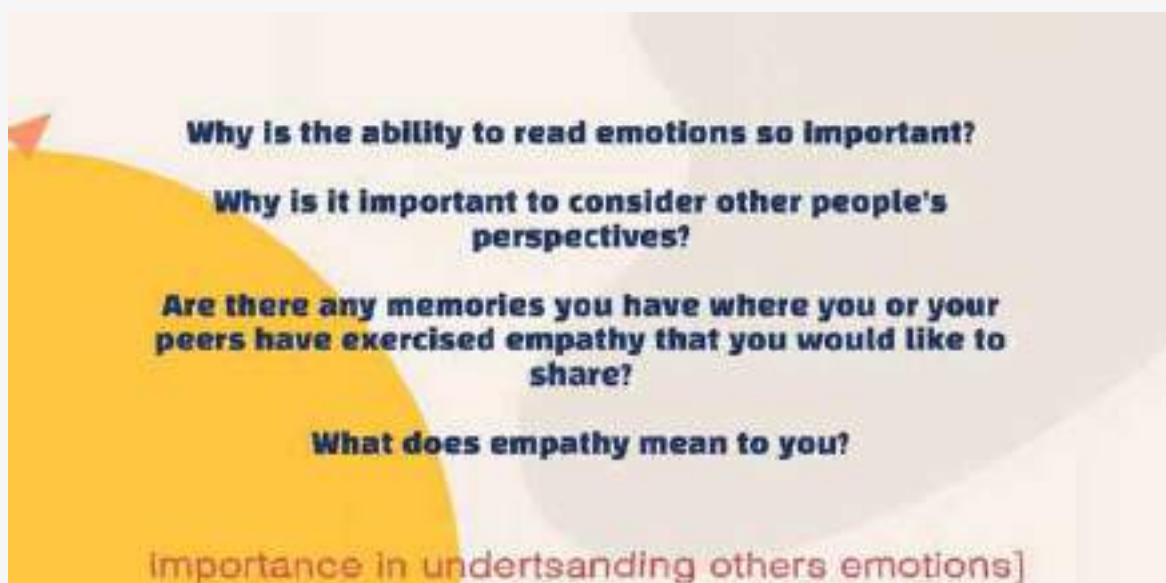 Why is the ability to read emotions so important?
Why is it important to consider other people's
perspectives?
Are there any memories you have where you or your
peers have exercised empathy that you would like to
share?
What does empathy mean to you?
importance in undertsanding others emotions]